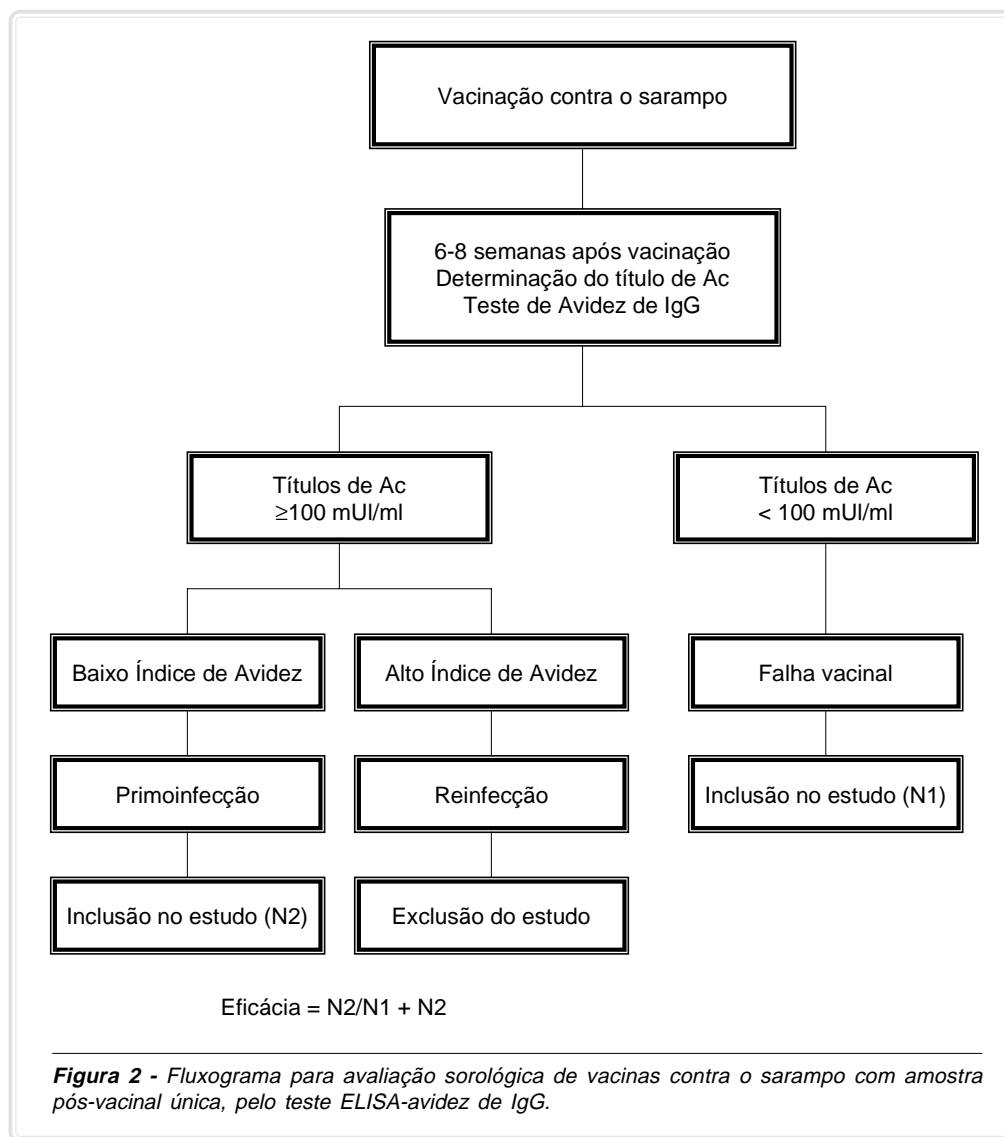 Vacinação contra o sarampo
6-8 semanas após vacinação
Determinação do título de Ac
Teste de Avidez de IgG
Títulos de Ac
≥100 mUI/ml
Títulos de Ac
< 100 mUI/ml
Baixo Índice de Avidez
Alto Índice de Avidez
Falha vacinal
Primoinfecção
Reinfecção
Inclusão no estudo (N1)
Inclusão no estudo (N2)
Exclusão do estudo
Eficácia = N2/N1 + N2
Figura 2 - Fluxograma para avaliação sorológica de vacinas contra o sarampo com amostra
pós-vacinal única, pelo teste ELISA-avidez de IgG.